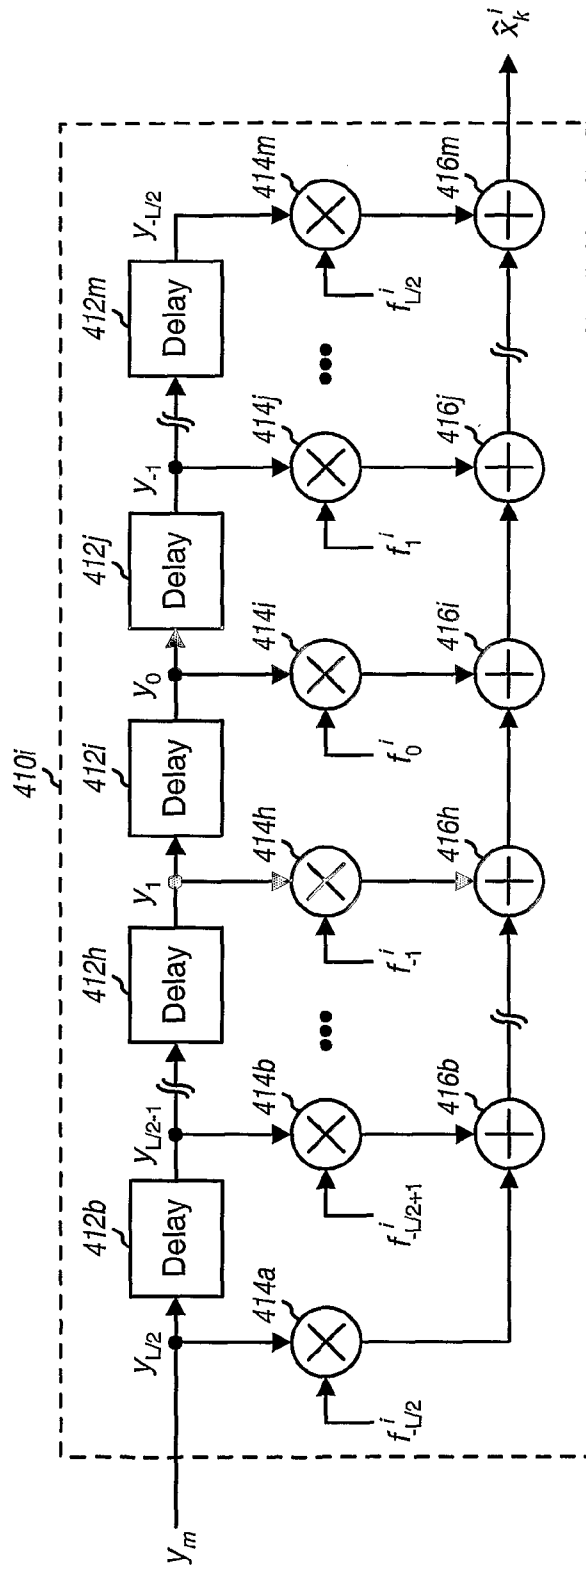 410i
412b 412h 412i 412j 412m
Delay Delay Delay Delay Delay
y_m y_{L/2} y_{L/2-1} y_1 y_0 y_{-1} y_{-L/2}
414a 414b 414h 414i 414j 414m
f^i_{-L/2} f^i_{-L/2+1} f^i_{-1} f^i_0 f^i_1 f^i_{L/2}
416b 416h 416i 416j 416m
x̂^i_k